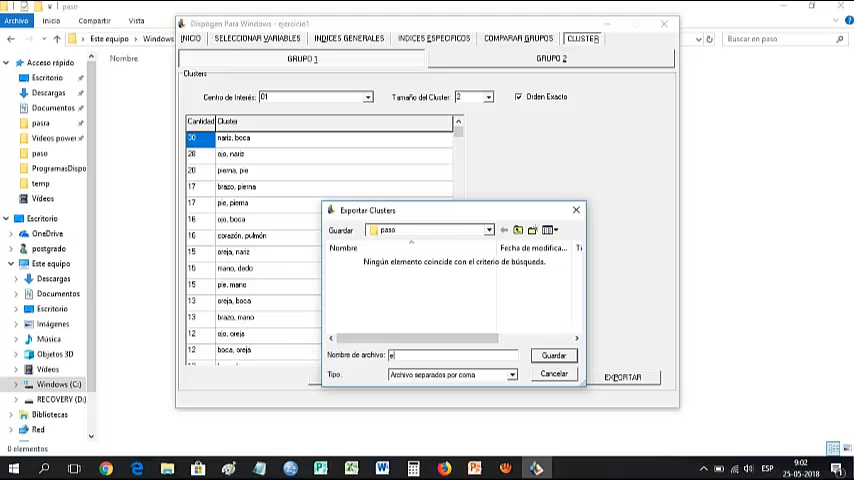 paso
Archivo Inicio Compartir Vista
Este equipo Windows
Buscar en paso
Acceso rápido
Escritorio
Descargas
Documentos
pasra
Videos power
paso
ProgramasDispo
temp
Vídeos
Escritorio
OneDrive
postgrado
Este equipo
Descargas
Documentos
Escritorio
Imágenes
Música
Objetos 3D
Vídeos
Windows (C:)
RECOVERY (D:)
Bibliotecas
Red
0 elementos
Nombre
Dispogen Para Windows - ejercicio1
INICIO SELECCIONAR VARIABLES INDICES GENERALES INDICES ESPECIFICOS COMPARAR GRUPOS CLUSTER
GRUPO 1 GRUPO 2
Clusters
Centro de Interés: 01 Tamaño del Cluster: 2 Orden Exacto
Cantidad Cluster
30 nariz, boca
28 ojo, nariz
20 pierna, pie
17 brazo, pierna
17 pie, pierna
16 ojo, boca
16 corazón, pulmón
15 oreja, nariz
15 mano, dedo
15 pie, mano
13 oreja, boca
13 brazo, mano
12 ojo, oreja
12 boca, oreja
EXPORTAR
Exportar Clusters
Guardar paso
Nombre Fecha de modifica... Ti
Ningún elemento coincide con el criterio de búsqueda.
Nombre de archivo: e Guardar
Tipo: Archivo separados por coma Cancelar
ESP
9:02
25-05-2018